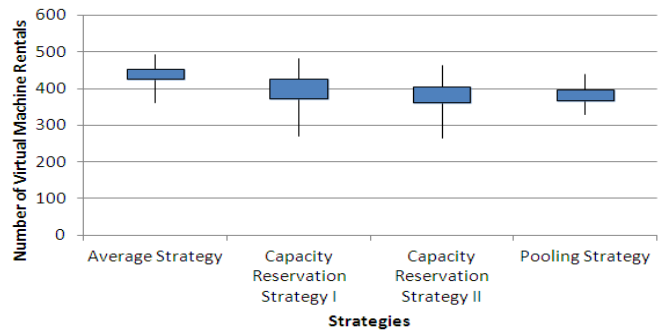 Number of Virtual Machine Rentals
600
500
400
300
200
100
0
Average Strategy
Capacity
Reservation
Strategy I
Capacity
Reservation
Strategy II
Pooling Strategy
Strategies